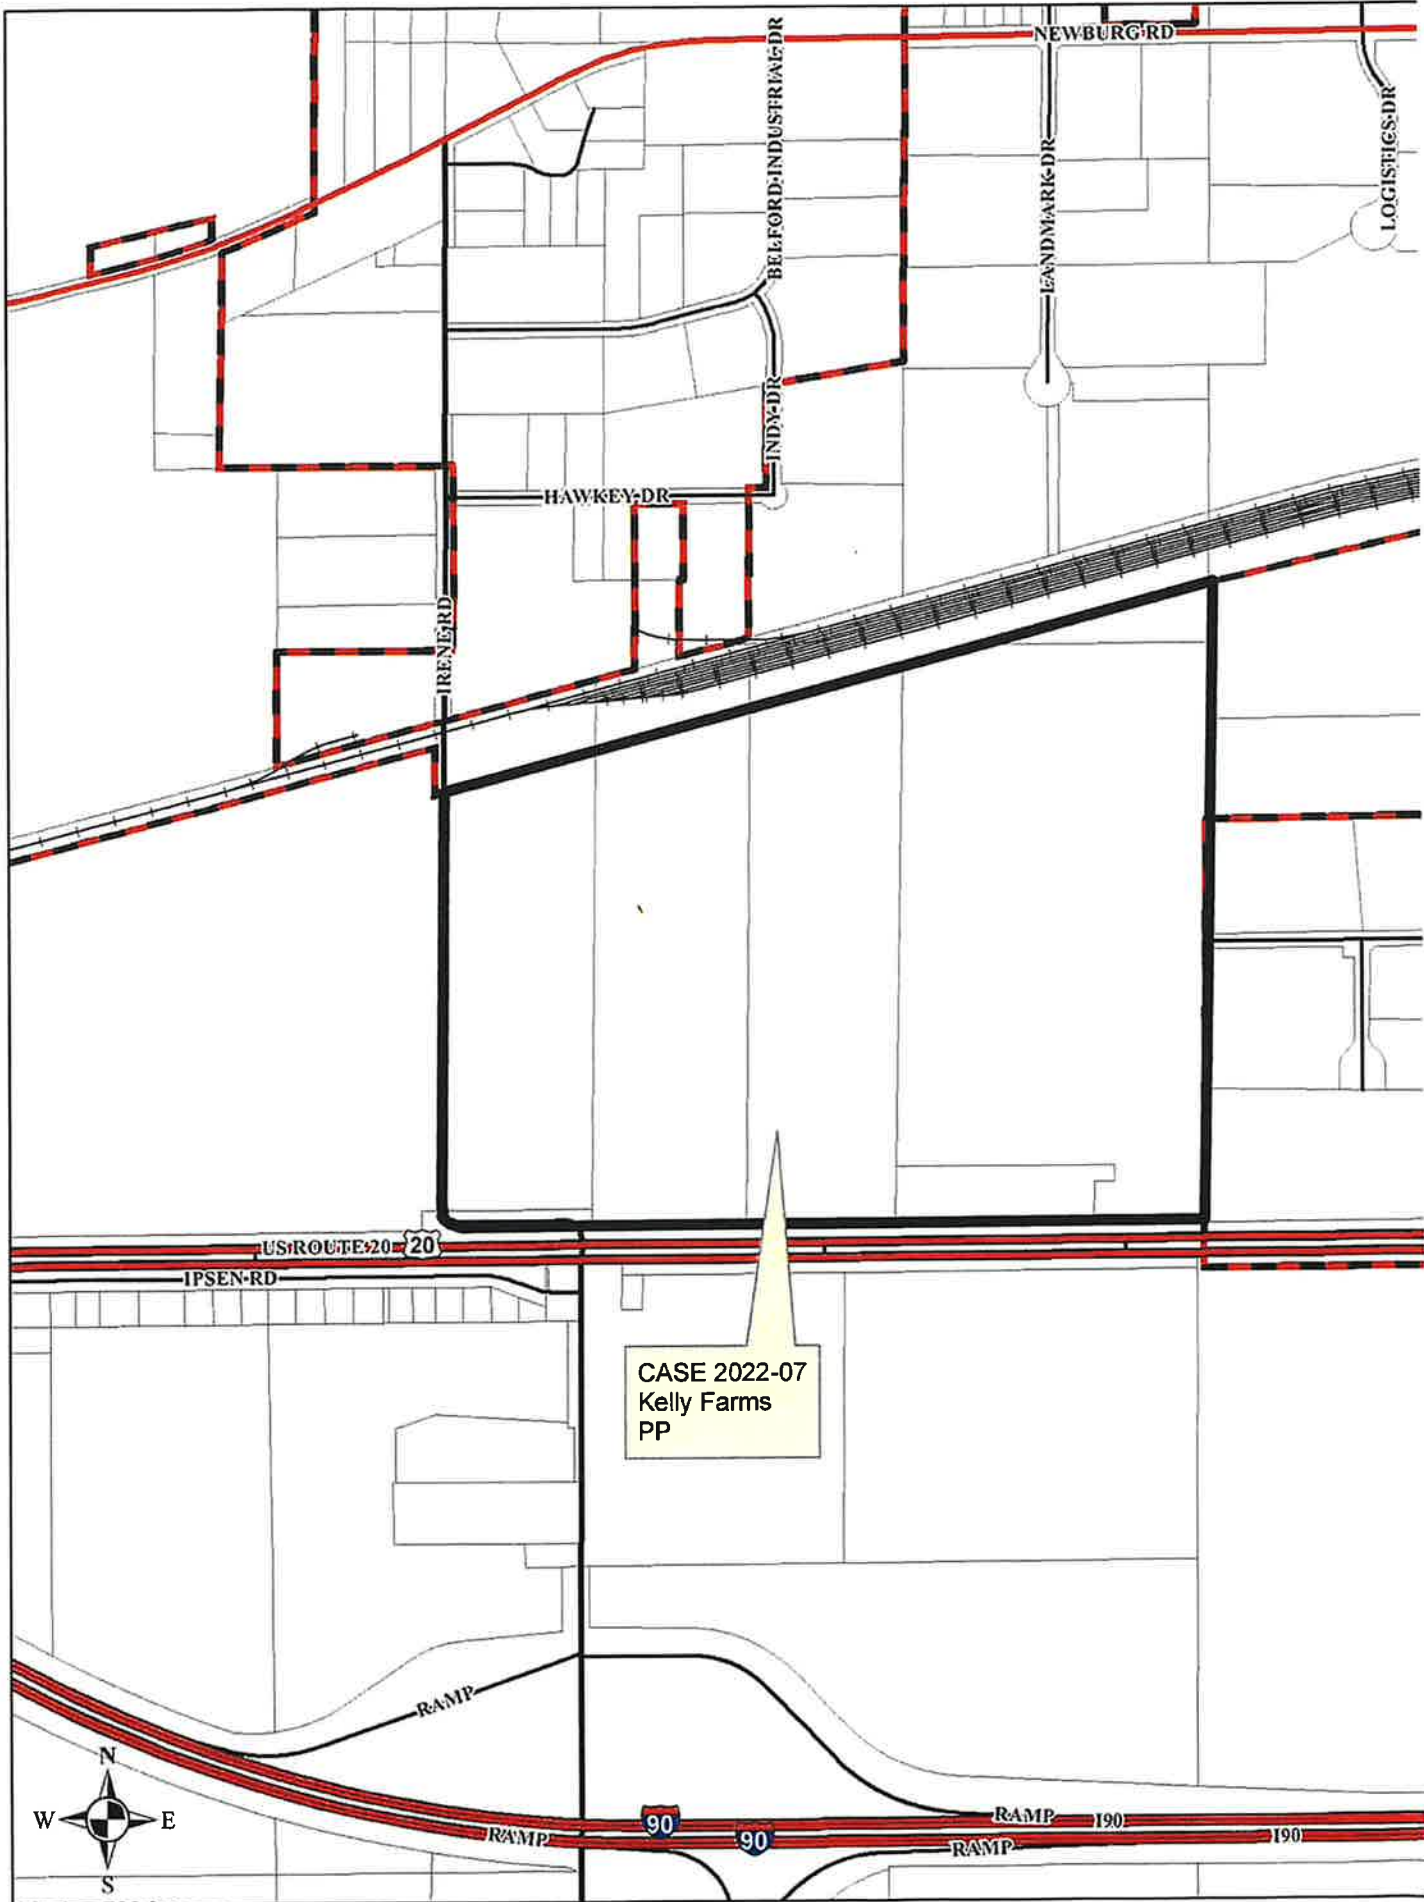 NEWBURG RD
BELFORD INDUSTRIAL DR
LANDMARK DR
LOGISTICS DR
INDY DR
HAWKEY DR
IRENE RD
US ROUTE 20
20
IPSEN RD
CASE 2022-07
Kelly Farms
PP
RAMP
N
W
E
S
RAMP
90
90
RAMP
I90
RAMP
I90